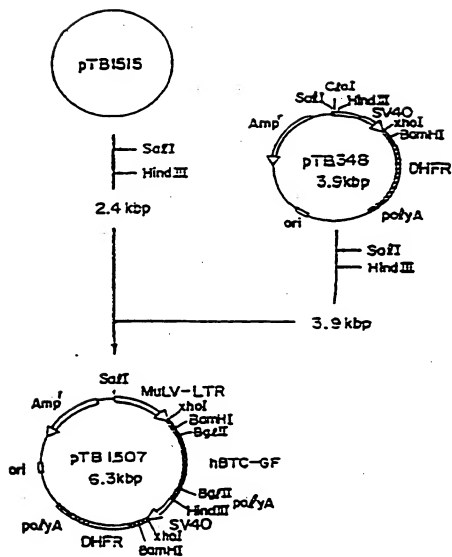 pTB1515
SalI
HindIII
2.4 kbp
ClaI
SalI
HindIII
SV40
xhoI
BamHI
Ampʳ
pTB348
3.9kbp
DHFR
ori
polyA
SalI
HindIII
3.9kbp
SalI
MuLV-LTR
Ampʳ
xhoI
BamHI
BglII
ori
pTB1507
6.3kbp
hBTC-GF
BglII
HindIII
polyA
polyA
SV40
DHFR
xhoI
BamHI